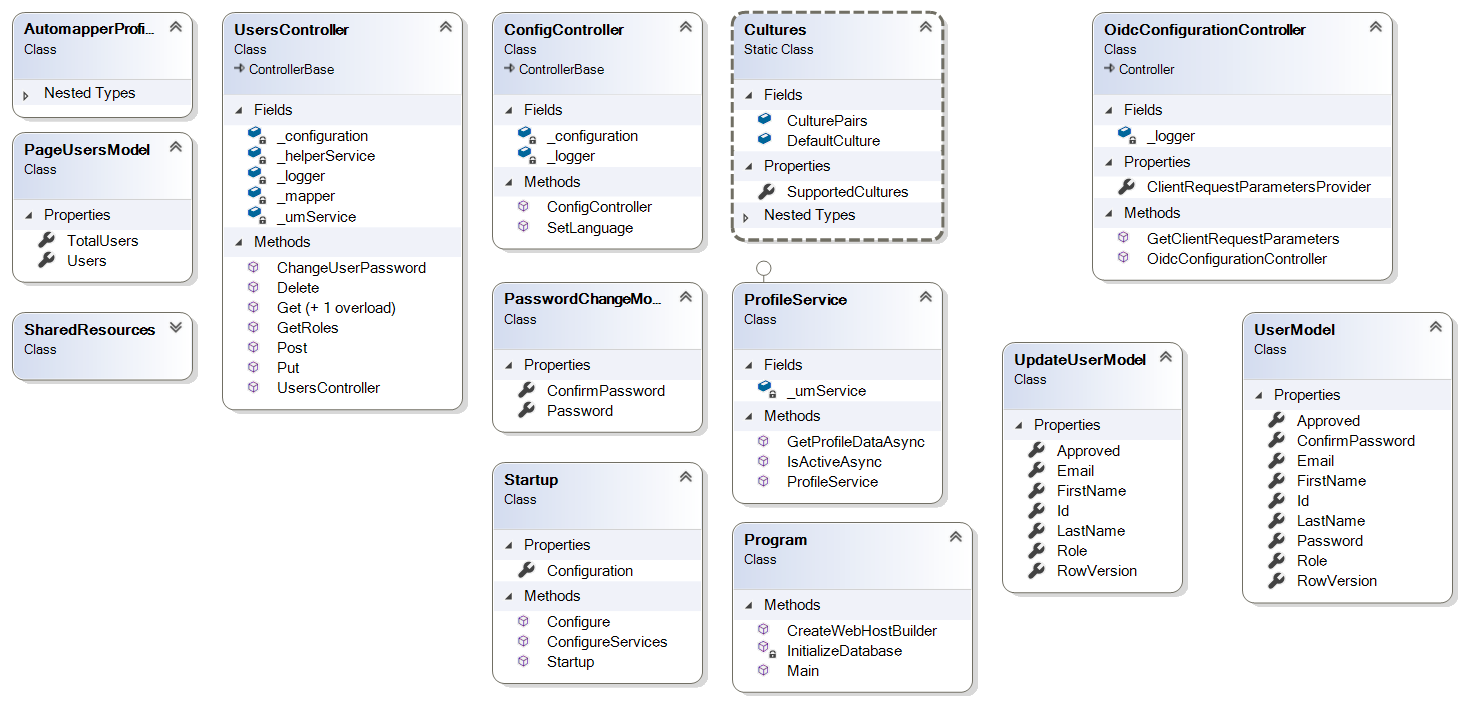 AutomapperProfi...
Class
Nested Types
PageUsersModel
Class
Properties
TotalUsers
Users
SharedResources
Class
UsersController
Class
ControllerBase
Fields
_configuration
_helperService
_logger
_mapper
_umService
Methods
ChangeUserPassword
Delete
Get (+ 1 overload)
GetRoles
Post
Put
UsersController
ConfigController
Class
ControllerBase
Fields
_configuration
_logger
Methods
ConfigController
SetLanguage
PasswordChangeMo...
Class
Properties
ConfirmPassword
Password
Startup
Class
Properties
Configuration
Methods
Configure
ConfigureServices
Startup
Cultures
Static Class
Fields
CulturePairs
DefaultCulture
Properties
SupportedCultures
Nested Types
ProfileService
Class
Fields
_umService
Methods
GetProfileDataAsync
IsActiveAsync
ProfileService
Program
Class
Methods
CreateWebHostBuilder
InitializeDatabase
Main
OidcConfigurationController
Class
Controller
Fields
_logger
Properties
ClientRequestParametersProvider
Methods
GetClientRequestParameters
OidcConfigurationController
UpdateUserModel
Class
Properties
Approved
Email
FirstName
Id
LastName
Role
RowVersion
UserModel
Class
Properties
Approved
ConfirmPassword
Email
FirstName
Id
LastName
Password
Role
RowVersion